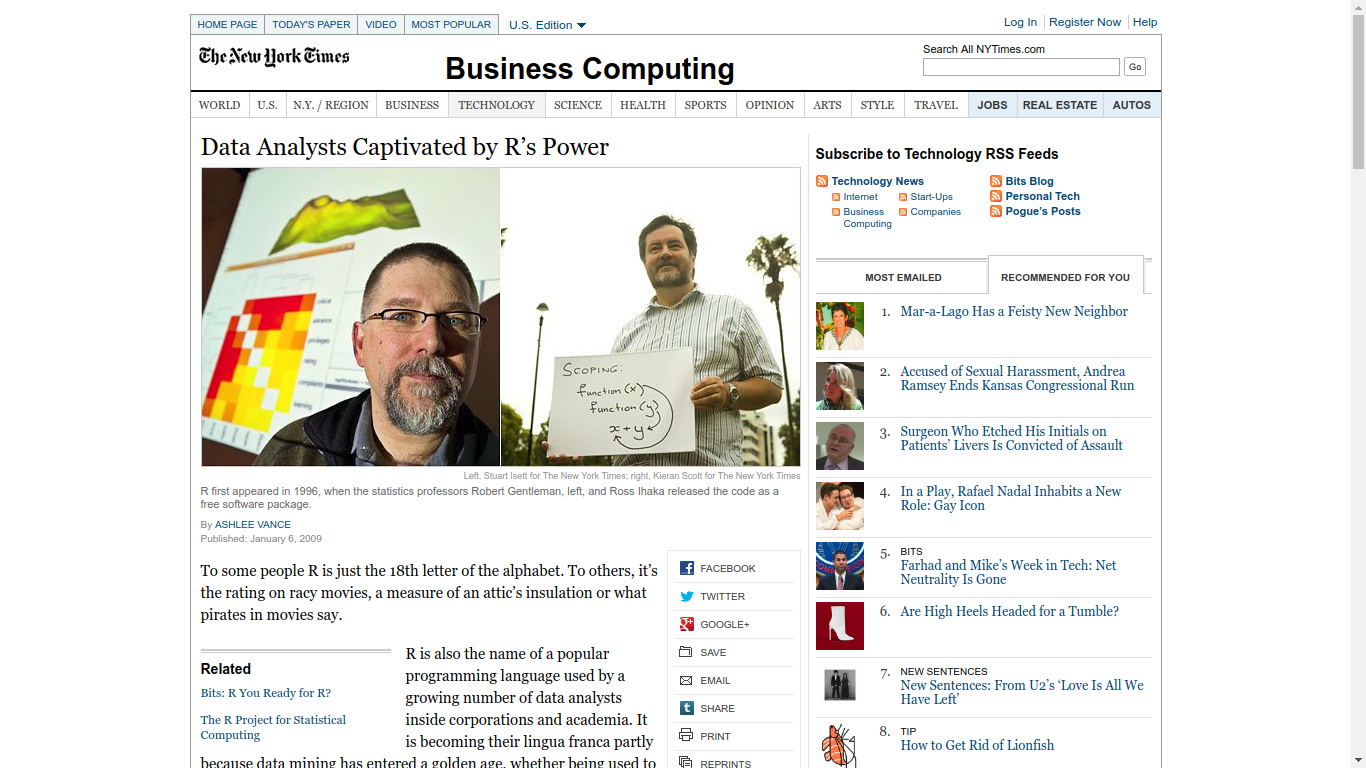 HOME PAGE TODAY'S PAPER VIDEO MOST POPULAR U.S. Edition
Log In Register Now Help
The New York Times
Business Computing
Search All NYTimes.com
Go
WORLD U.S. N.Y. / REGION BUSINESS TECHNOLOGY SCIENCE HEALTH SPORTS OPINION ARTS STYLE TRAVEL JOBS REAL ESTATE AUTOS
Data Analysts Captivated by R’s Power
SCOPING:
function (x)
function (y)
x + y
Left, Stuart Isett for The New York Times; right, Kieran Scott for The New York Times
R first appeared in 1996, when the statistics professors Robert Gentleman, left, and Ross Ihaka released the code as a
free software package.
By ASHLEE VANCE
Published: January 6, 2009
To some people R is just the 18th letter of the alphabet. To others, it’s
the rating on racy movies, a measure of an attic’s insulation or what
pirates in movies say.
Related
Bits: R You Ready for R?
The R Project for Statistical
Computing
R is also the name of a popular
programming language used by a
growing number of data analysts
inside corporations and academia. It
is becoming their lingua franca partly
because data mining has entered a golden age, whether being used to
FACEBOOK
TWITTER
GOOGLE+
SAVE
EMAIL
SHARE
PRINT
REPRINTS
Subscribe to Technology RSS Feeds
Technology News
Internet Start-Ups
Business Companies
Computing
Bits Blog
Personal Tech
Pogue’s Posts
MOST EMAILED RECOMMENDED FOR YOU
1. Mar-a-Lago Has a Feisty New Neighbor
2. Accused of Sexual Harassment, Andrea
Ramsey Ends Kansas Congressional Run
3. Surgeon Who Etched His Initials on
Patients’ Livers Is Convicted of Assault
4. In a Play, Rafael Nadal Inhabits a New
Role: Gay Icon
5. BITS
Farhad and Mike’s Week in Tech: Net
Neutrality Is Gone
6. Are High Heels Headed for a Tumble?
7. NEW SENTENCES
New Sentences: From U2’s ‘Love Is All We
Have Left’
8. TIP
How to Get Rid of Lionfish